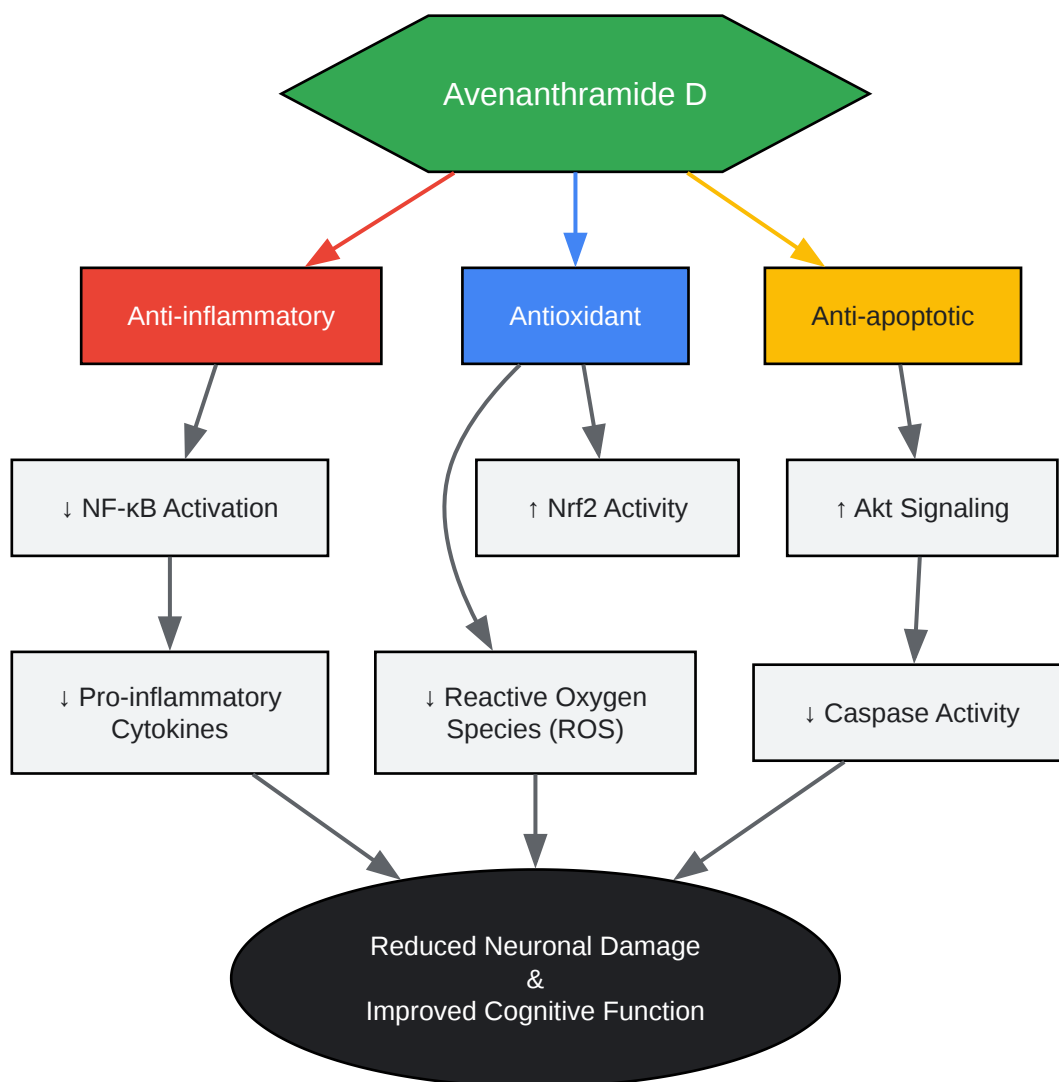 Avenanthramide D
Anti-inflammatory
Antioxidant
Anti-apoptotic
↓ NF-κB Activation
↑ Nrf2 Activity
↑ Akt Signaling
↓ Pro-inflammatory
Cytokines
↓ Reactive Oxygen
Species (ROS)
↓ Caspase Activity
Reduced Neuronal Damage
&
Improved Cognitive Function